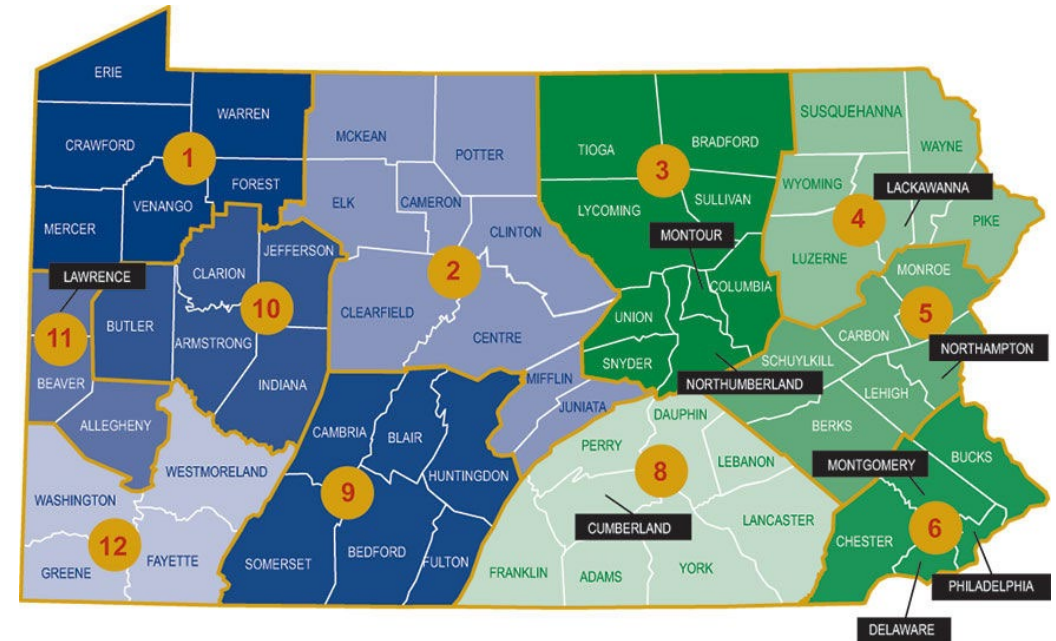 ERIE
WARREN
CRAWFORD
1
FOREST
VENANGO
MERCER
MCKEAN
POTTER
ELK
CAMERON
CLINTON
2
CLEARFIELD
CENTRE
MIFFLIN
JUNIATA
TIOGA
BRADFORD
3
LYCOMING
SULLIVAN
MONTOUR
COLUMBIA
UNION
SNYDER
NORTHUMBERLAND
SUSQUEHANNA
WAYNE
WYOMING
LACKAWANNA
4
PIKE
LUZERNE
MONROE
5
CARBON
NORTHAMPTON
SCHUYLKILL
LEHIGH
BERKS
JEFFERSON
CLARION
10
BUTLER
ARMSTRONG
INDIANA
LAWRENCE
11
BEAVER
ALLEGHENY
WESTMORELAND
WASHINGTON
12
GREENE
FAYETTE
CAMBRIA
BLAIR
HUNTINGDON
9
SOMERSET
BEDFORD
FULTON
DAUPHIN
PERRY
8
LEBANON
CUMBERLAND
LANCASTER
FRANKLIN
ADAMS
YORK
MONTGOMERY
BUCKS
6
CHESTER
PHILADELPHIA
DELAWARE